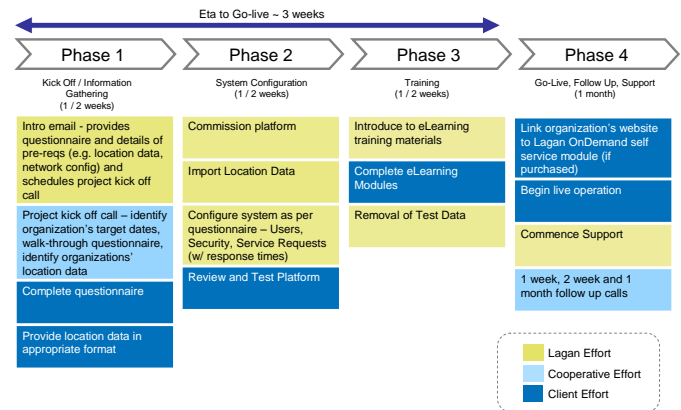 Eta to Go-live ~ 3 weeks
Phase 1
Phase 2
Phase 3
Phase 4
Kick Off / Information
Gathering
(1 / 2 weeks)
System Configuration
(1 / 2 weeks)
Training
(1 / 2 weeks)
Go-Live, Follow Up, Support
(1 month)
Intro email - provides
questionnaire and details of
pre-reqs (e.g. location data,
network config) and
schedules project kick off
call
Project kick off call – identify
organization's target dates,
walk-through questionnaire,
identify organizations'
location data
Complete questionnaire
Provide location data in
appropriate format
Commission platform
Import Location Data
Configure system as per
questionnaire – Users,
Security, Service Requests
(w/ response times)
Review and Test Platform
Introduce to eLearning
training materials
Complete eLearning
Modules
Removal of Test Data
Link organization's website
to Lagan OnDemand self
service module (if
purchased)
Begin live operation
Commence Support
1 week, 2 week and 1
month follow up calls
Lagan Effort
Cooperative Effort
Client Effort